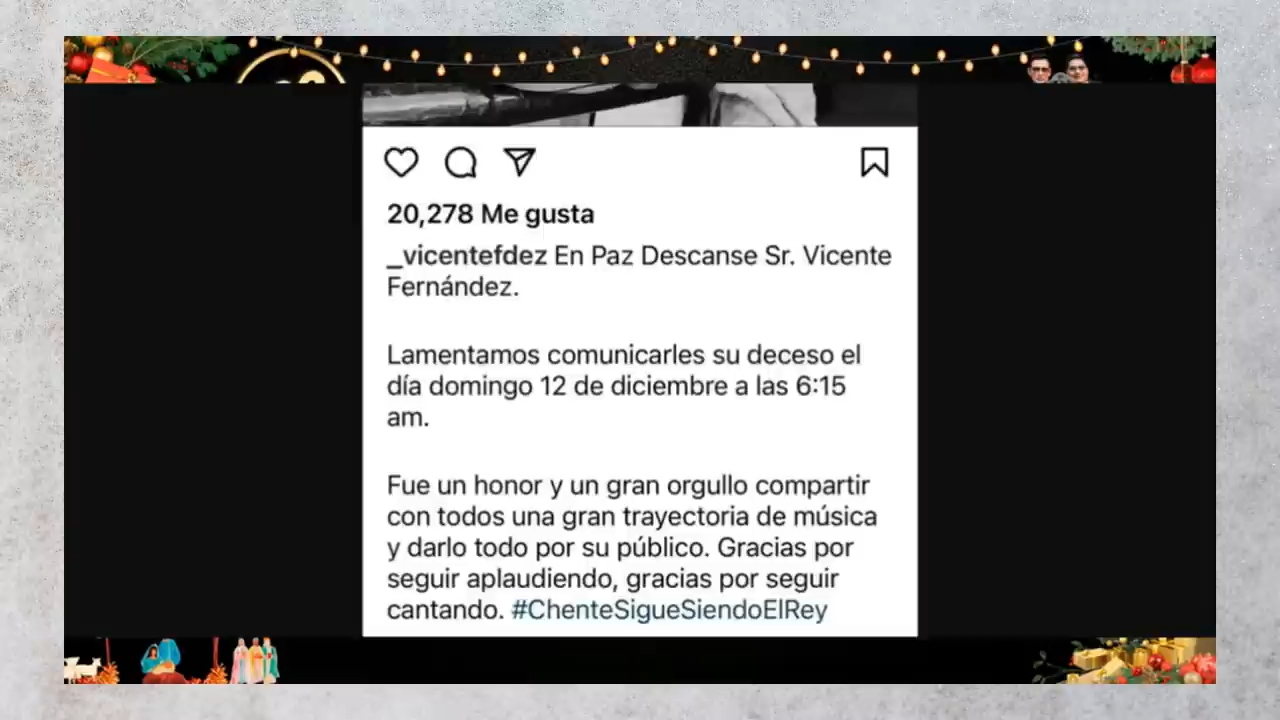 20,278 Me gusta
_vicentefdez En Paz Descanse Sr. Vicente
Fernández.
Lamentamos comunicarles su deceso el
día domingo 12 de diciembre a las 6:15
am.
Fue un honor y un gran orgullo compartir
con todos una gran trayectoria de música
y darlo todo por su público. Gracias por
seguir aplaudiendo, gracias por seguir
cantando. #ChenteSigueSiendoElRey